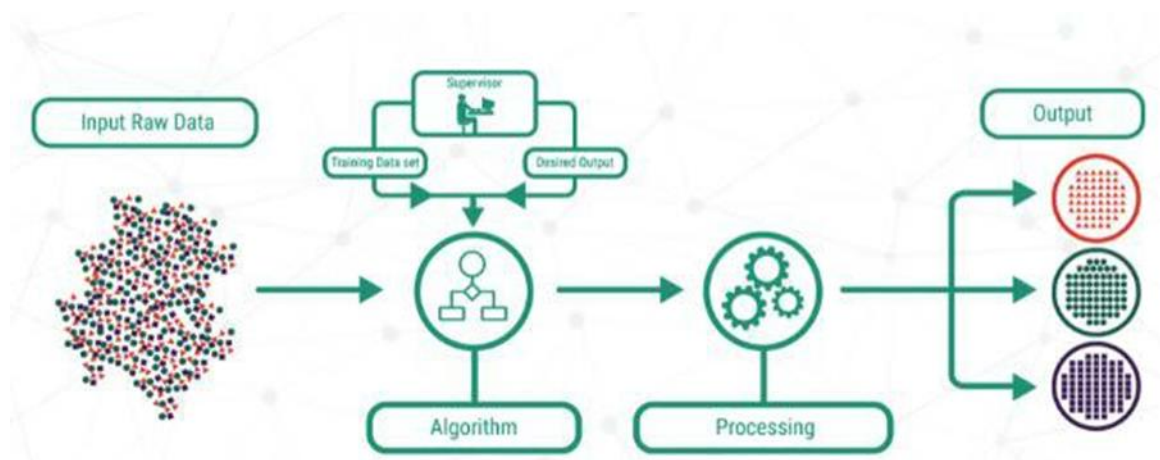 Supervisor
Input Raw Data
Output
Training Data set
Desired Output
Algorithm
Processing